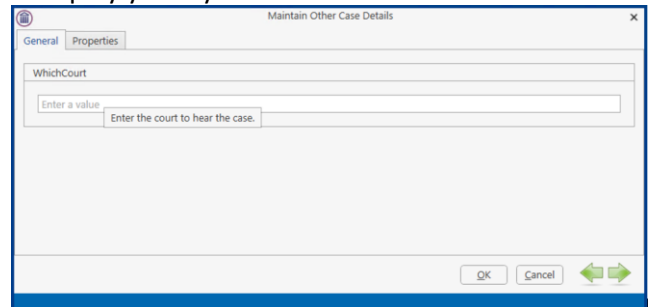 Maintain Other Case Details
General Properties
WhichCourt
Enter a value
Enter the court to hear the case.
OK Cancel